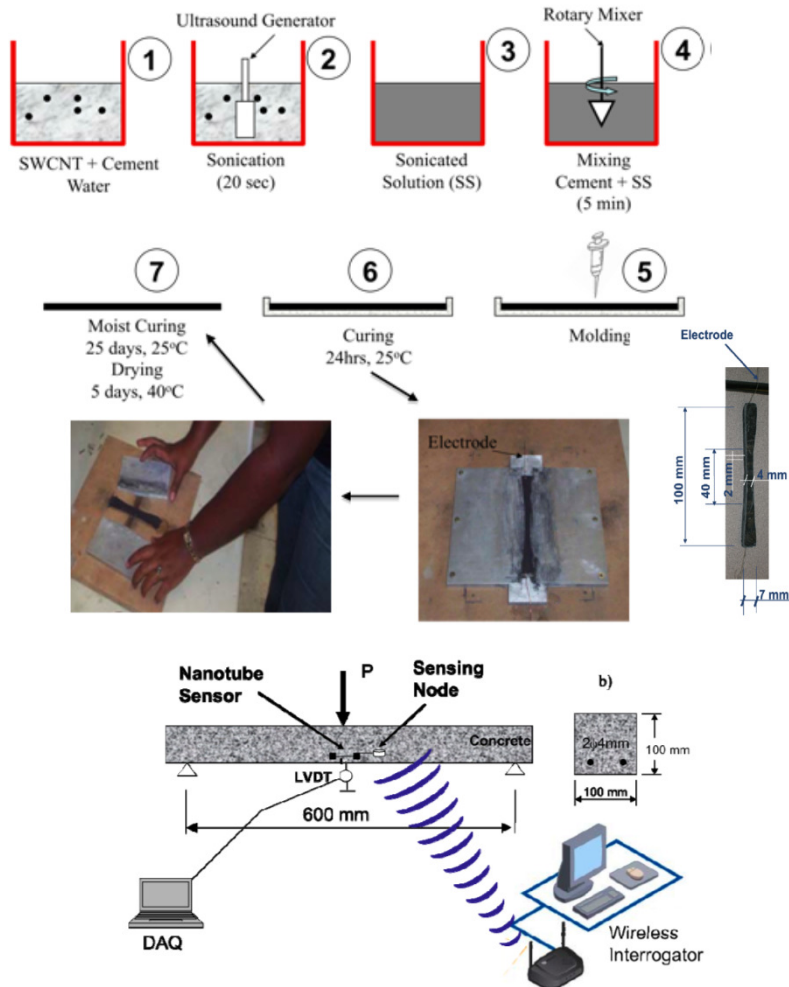 Ultrasound Generator
Rotary Mixer
1
2
3
4
SWCNT + Cement
Water
Sonication
(20 sec)
Sonicated
Solution (SS)
Mixing
Cement + SS
(5 min)
7
6
5
Moist Curing
25 days, 25°C
Drying
5 days, 40°C
Curing
24hrs, 25°C
Molding
Electrode
Electrode
100 mm
40 mm
2 mm
4 mm
7 mm
Nanotube
Sensor
P
Sensing
Node
b)
Concrete
2φ4mm
100 mm
LVDT
100 mm
600 mm
DAQ
Wireless
Interrogator